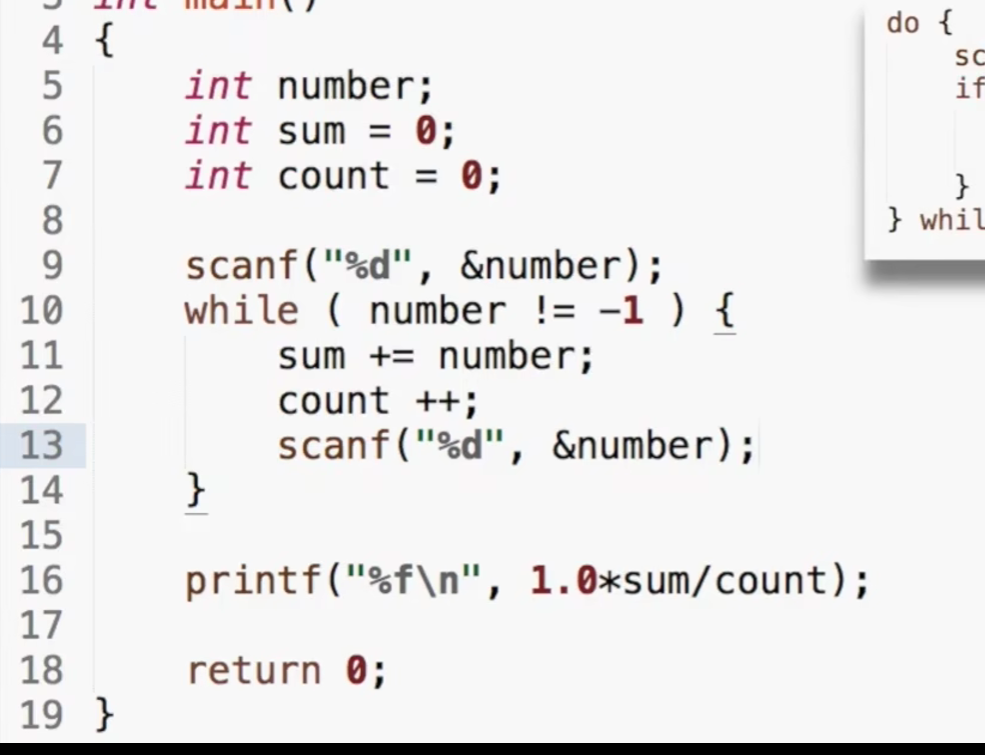 3 int main()
4 {
5 int number;
6 int sum = 0;
7 int count = 0;
8
9 scanf("%d", &number);
10 while ( number != -1 ) {
11 sum += number;
12 count ++;
13 scanf("%d", &number);
14 }
15
16 printf("%f\n", 1.0*sum/count);
17
18 return 0;
19 }
do {
sc
if
}
} whil